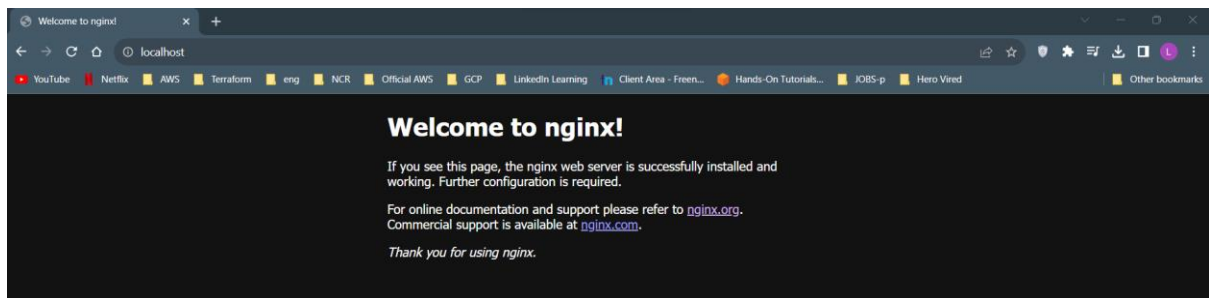 Welcome to nginx!
localhost
YouTube Netflix AWS Terraform eng NCR Official AWS GCP LinkedIn Learning Client Area - Freen... Hands-On Tutorials... JOBS-p Hero Vired Other bookmarks
Welcome to nginx!
If you see this page, the nginx web server is successfully installed and
working. Further configuration is required.
For online documentation and support please refer to nginx.org.
Commercial support is available at nginx.com.
Thank you for using nginx.